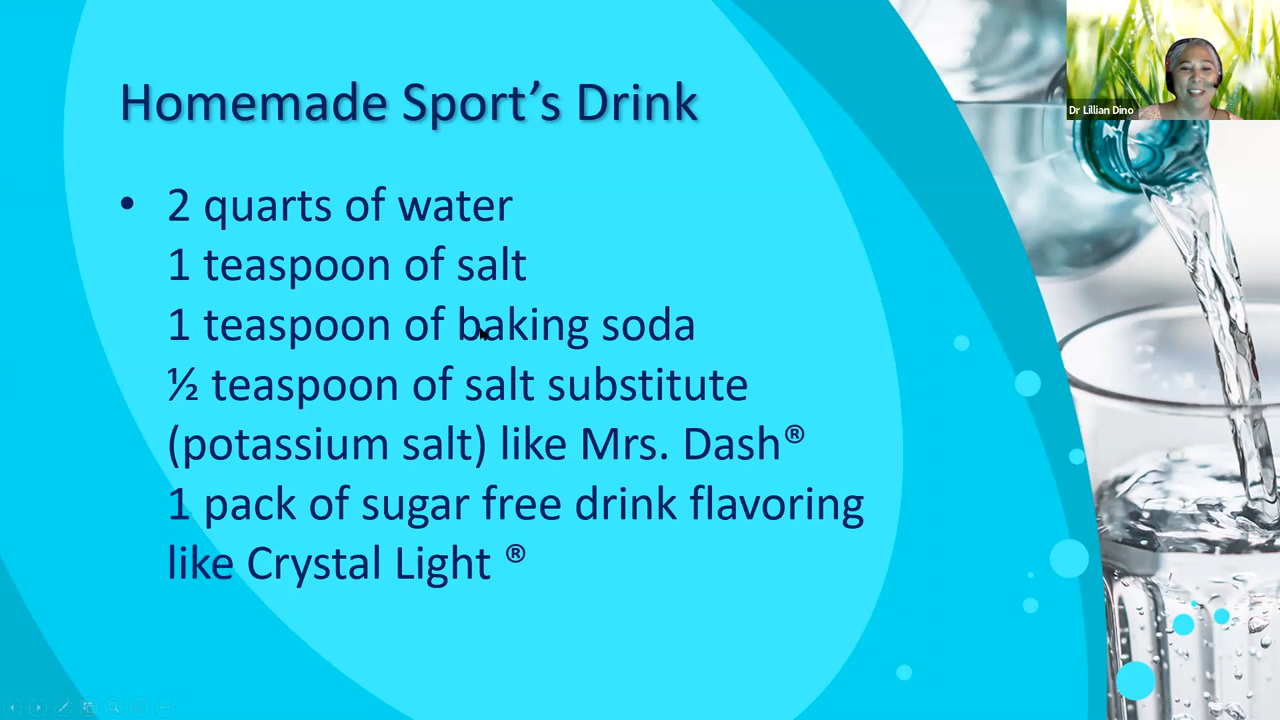 Homemade Sport’s Drink
• 2 quarts of water
1 teaspoon of salt
1 teaspoon of baking soda
½ teaspoon of salt substitute
(potassium salt) like Mrs. Dash®
1 pack of sugar free drink flavoring
like Crystal Light ®
Dr Lillian Dino